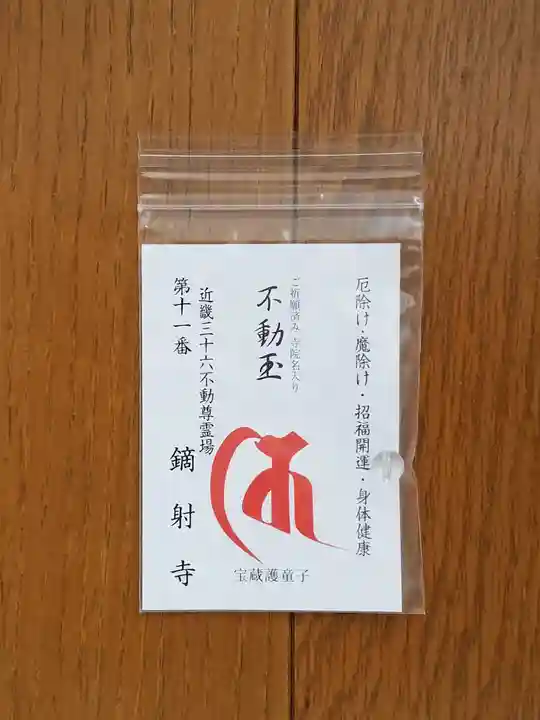 厄除け・魔除け・招福開運・身体健康
ご祈願済み 寺院名入り
不動玉
近畿三十六不動尊霊場
第十一番
鏑射寺
宝蔵護童子